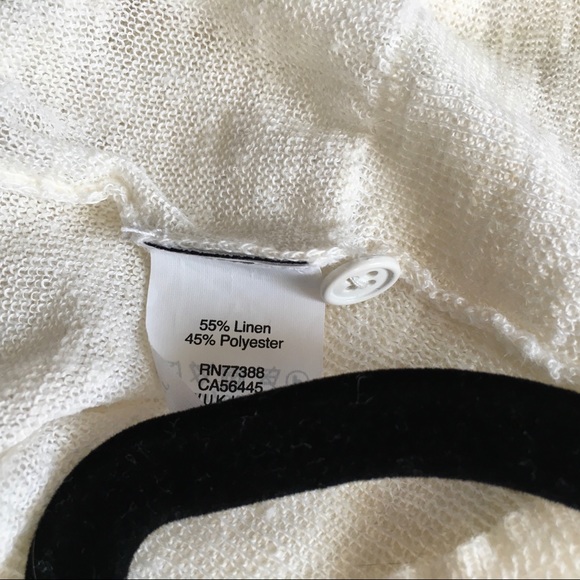 55% Linen
45% Polyester
RN77388
CA56445